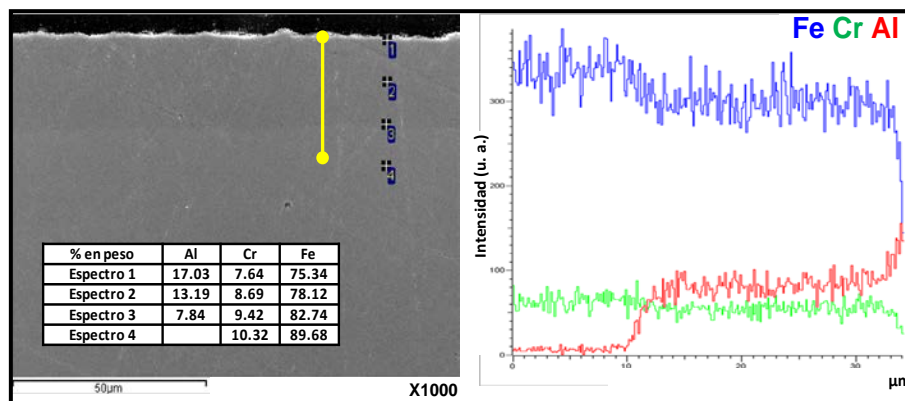 1
2
3
4
% en peso Al Cr Fe
Espectro 1 17.03 7.64 75.34
Espectro 2 13.19 8.69 78.12
Espectro 3 7.84 9.42 82.74
Espectro 4 10.32 89.68
50µm
X1000
Fe Cr Al
Intensidad (u. a.)
300
200
100
0
0 10 20 30
µm